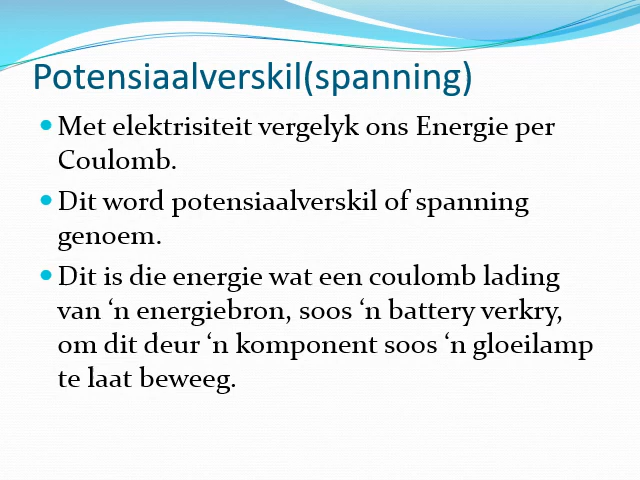 Potensiaalverskil(spanning)
• Met elektrisiteit vergelyk ons Energie per
Coulomb.
• Dit word potensiaalverskil of spanning
genoem.
• Dit is die energie wat een coulomb lading
van ‘n energiebron, soos ‘n battery verkry,
om dit deur ‘n komponent soos ‘n gloeilamp
te laat beweeg.